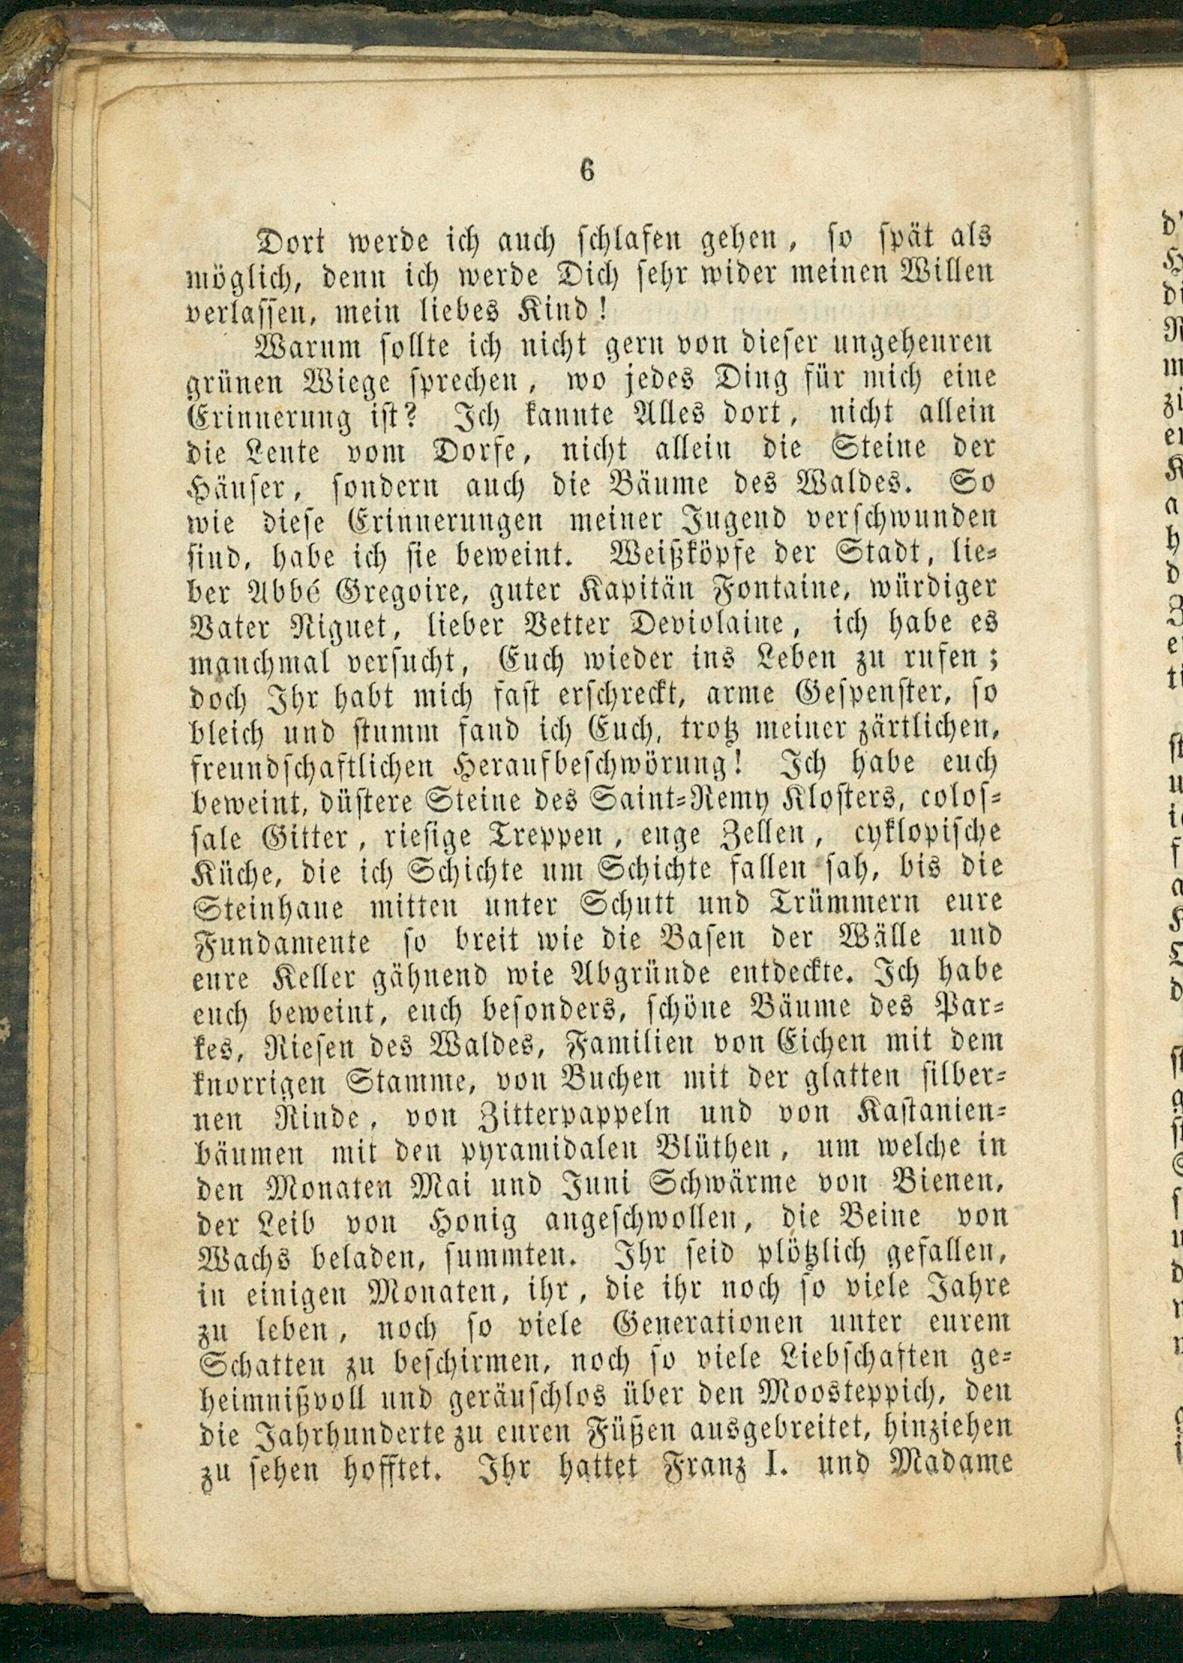 6
Dort werde ich auch schlafen gehen, so spät als
möglich, denn ich werde Dich sehr wider meinen Willen
verlassen, mein liebes Kind!
Warum sollte ich nicht gern von dieser ungeheuren
grünen Wiege sprechen, wo jedes Ding für mich eine
Erinnerung ist? Ich kannte Alles dort, nicht allein
die Leute vom Dorfe, nicht allein die Steine der
Häuser, sondern auch die Bäume des Waldes. So
wie diese Erinnerungen meiner Jugend verschwunden
sind, habe ich sie beweint. Weißköpfe der Stadt, lie-
ber Abbé Gregoire, guter Kapitän Fontaine, würdiger
Vater Niguet, lieber Vetter Deviolaine, ich habe es
manchmal versucht, Euch wieder ins Leben zu rufen;
doch Ihr habt mich fast erschreckt, arme Gespenster, so
bleich und stumm fand ich Euch, trotz meiner zärtlichen,
freundschaftlichen Heraufbeschwörung! Ich habe euch
beweint, düstere Steine des Saint-Remy Klosters, colos-
sale Gitter, riesige Treppen, enge Zellen, cyklopische
Küche, die ich Schichte um Schichte fallen sah, bis die
Steinhaue mitten unter Schutt und Trümmern eure
Fundamente so breit wie die Basen der Wälle und
eure Keller gähnend wie Abgründe entdeckte. Ich habe
euch beweint, euch besonders, schöne Bäume des Par-
kes, Riesen des Waldes, Familien von Eichen mit dem
knorrigen Stamme, von Buchen mit der glatten silber-
nen Rinde, von Zitterpappeln und von Kastanien-
bäumen mit den pyramidalen Blüthen, um welche in
den Monaten Mai und Juni Schwärme von Bienen,
der Leib von Honig angeschwollen, die Beine von
Wachs beladen, summten. Ihr seid plötzlich gefallen,
in einigen Monaten, ihr, die ihr noch so viele Jahre
zu leben, noch so viele Generationen unter eurem
Schatten zu beschirmen, noch so viele Liebschaften ge-
heimnißvoll und geräuschlos über den Moosteppich, den
die Jahrhunderte zu euren Füßen ausgebreitet, hinziehen
zu sehen hofftet. Ihr hattet Franz I. und Madame